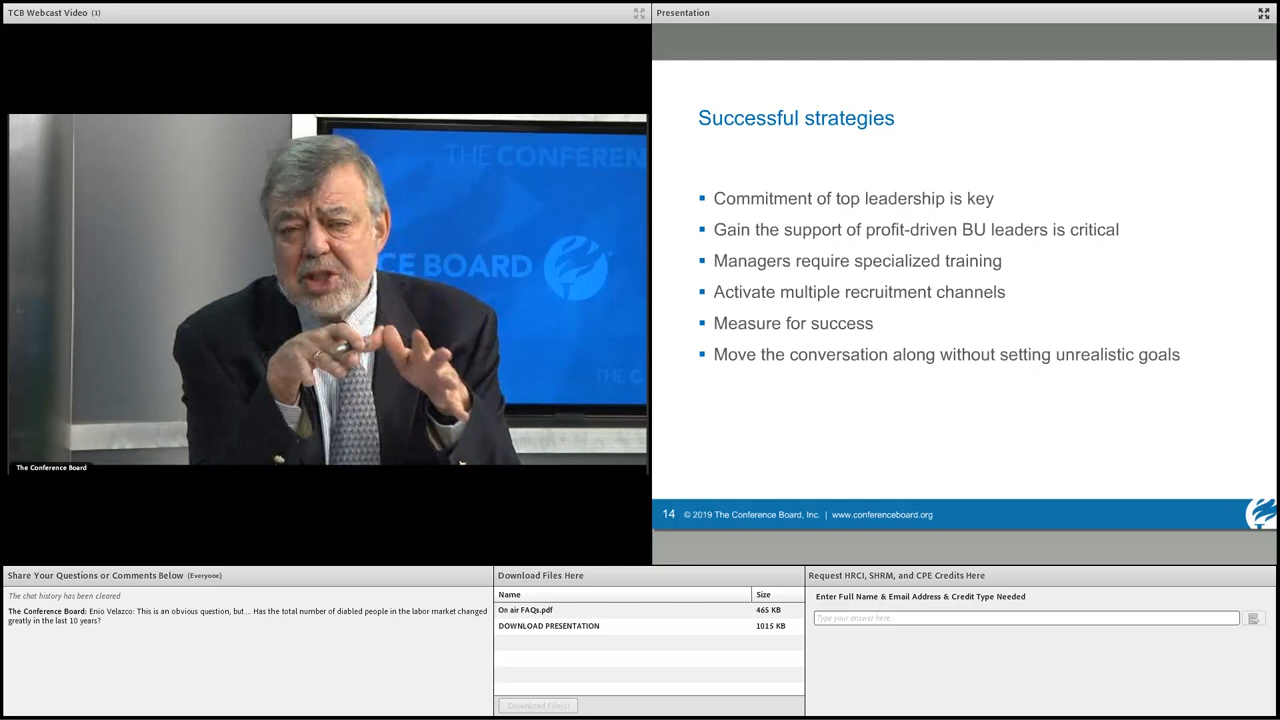 TCB Webcast Video (1)
THE CONFEREN
CE BOARD
THE C
The Conference Board
Presentation
Successful strategies
Commitment of top leadership is key
Gain the support of profit-driven BU leaders is critical
Managers require specialized training
Activate multiple recruitment channels
Measure for success
Move the conversation along without setting unrealistic goals
14 © 2019 The Conference Board, Inc. | www.conferenceboard.org
Share Your Questions or Comments Below (Everyone)
The chat history has been cleared
The Conference Board: Enio Velazco: This is an obvious question, but ... Has the total number of diabled people in the labor market changed
greatly in the last 10 years?
Download Files Here
Name Size
On air FAQs.pdf 465 KB
DOWNLOAD PRESENTATION 1015 KB
Download File(s)
Request HRCI, SHRM, and CPE Credits Here
Enter Full Name & Email Address & Credit Type Needed
Type your answer here...